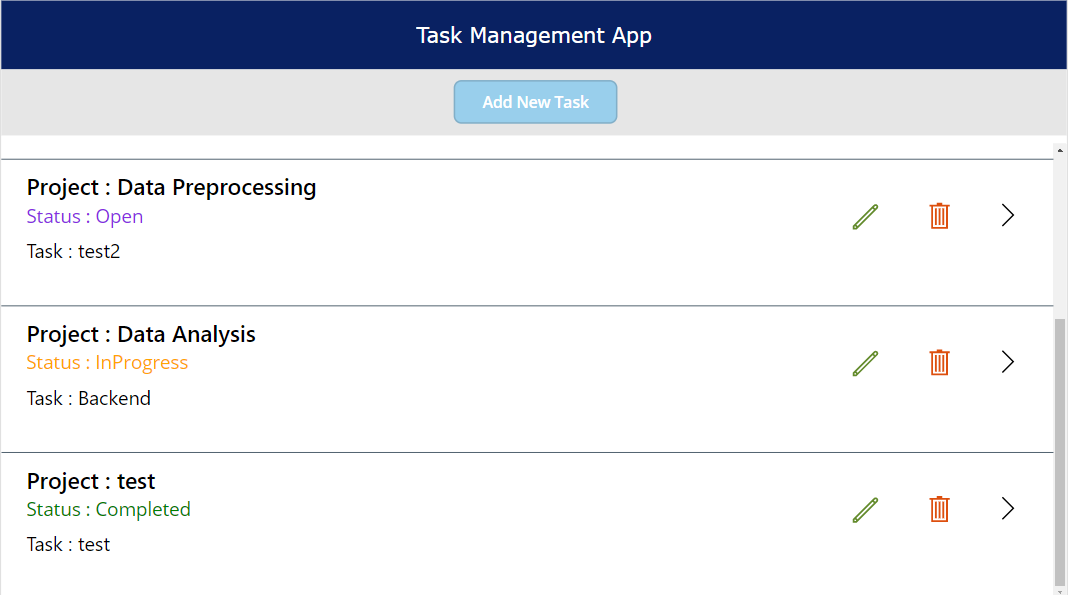 Task Management App
Add New Task
Project : Data Preprocessing
Status : Open
Task : test2
Project : Data Analysis
Status : InProgress
Task : Backend
Project : test
Status : Completed
Task : test